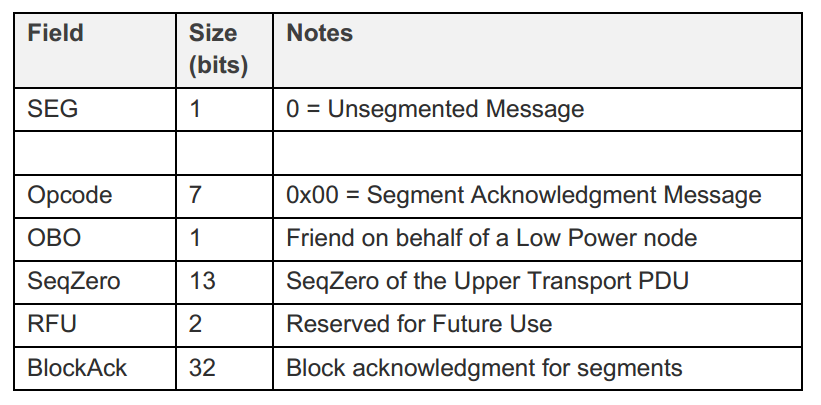 Field Size (bits) Notes
SEG 1 0 = Unsegmented Message
Opcode 7 0x00 = Segment Acknowledgment Message
OBO 1 Friend on behalf of a Low Power node
SeqZero 13 SeqZero of the Upper Transport PDU
RFU 2 Reserved for Future Use
BlockAck 32 Block acknowledgment for segments